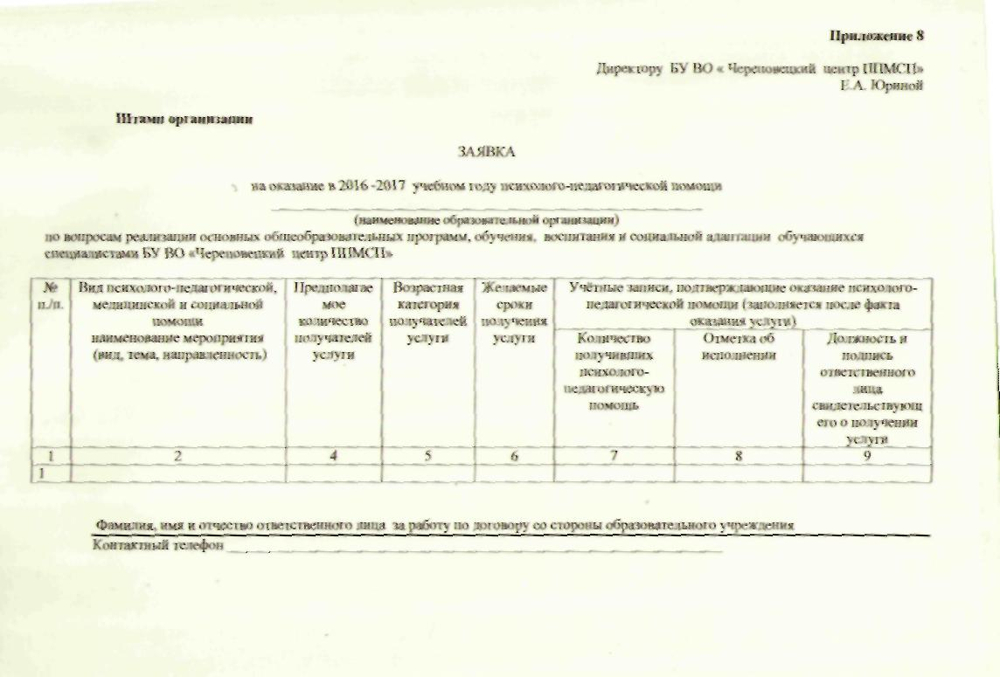 Приложение 8
Директору БУ ВО « Череповецкий центр ППМСП»
Е.А. Юриной
Штамп организации
ЗАЯВКА
на оказание в 2016 -2017 учебном году психолого-педагогической помощи
(наименование образовательной организации)
по вопросам реализации основных общеобразовательных программ, обучения, воспитания и социальной адаптации обучающихся
специалистами БУ ВО «Череповецкий центр ППМСП»
№
п./п.
Вид психолого-педагогической,
медицинской и социальной
помощи
наименование мероприятия
(вид, тема, направленность)
Предполагае
мое
количество
получателей
услуги
Возрастная
категория
получателей
услуги
Желаемые
сроки
получения
услуги
Учётные записи, подтверждающие оказание психолого-
педагогической помощи (заполняется после факта
оказания услуги)
Количество
получивших
психолого-
педагогическую
помощь
Отметка об
исполнении
Должность и
подпись
ответственного
лица
свидетельствующ
его о получении
услуги
1 2 4 5 6 7 8 9
1
Фамилия, имя и отчество ответственного лица за работу по договору со стороны образовательного учреждения
Контактный телефон